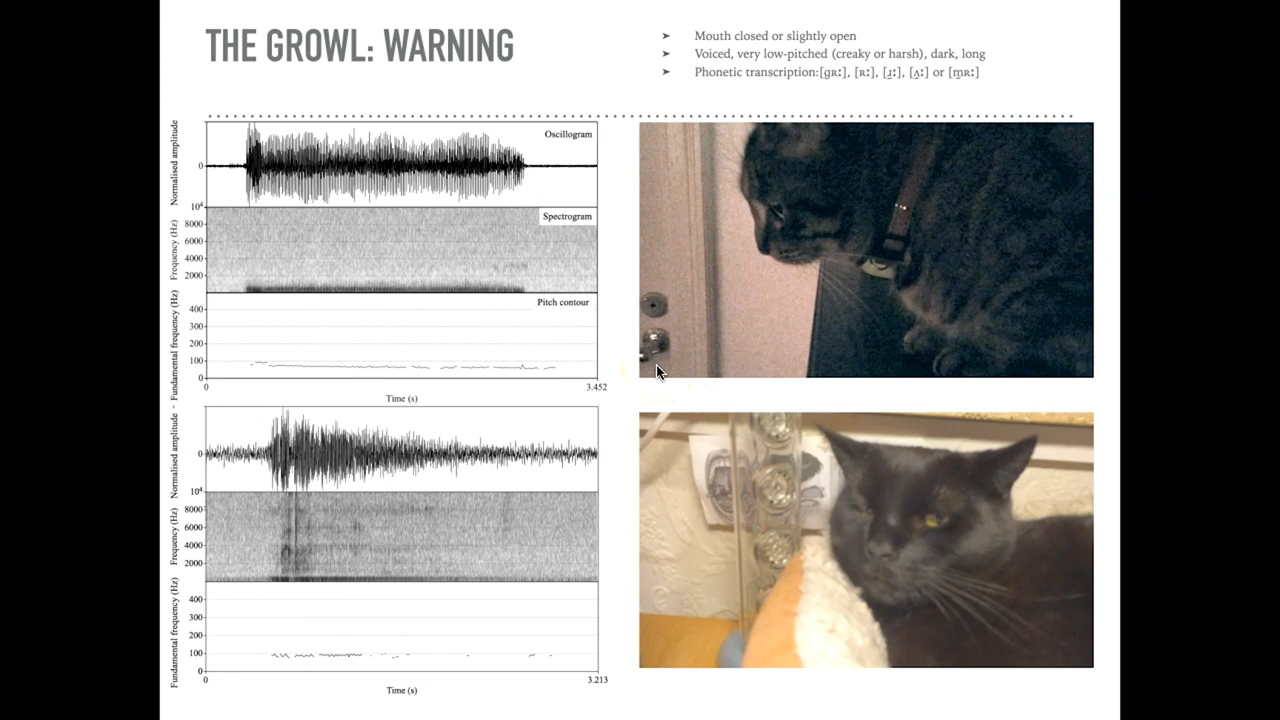 THE GROWL: WARNING
➤ Mouth closed or slightly open
➤ Voiced, very low-pitched (creaky or harsh), dark, long
➤ Phonetic transcription:[ɡʀː], [ʀː], [ɹ̰ː], [ʌ̰ː] or [m̰ʀː]
Normalised amplitude
0
Oscillogram
Frequency (Hz)
10⁴
8000
6000
4000
2000
Spectrogram
Fundamental frequency (Hz)
400
300
200
100
0
Pitch contour
0
3.452
Time (s)
Normalised amplitude -
0
Frequency (Hz)
10⁴
8000
6000
4000
2000
Fundamental frequency (Hz)
400
300
200
100
0
0
3.213
Time (s)